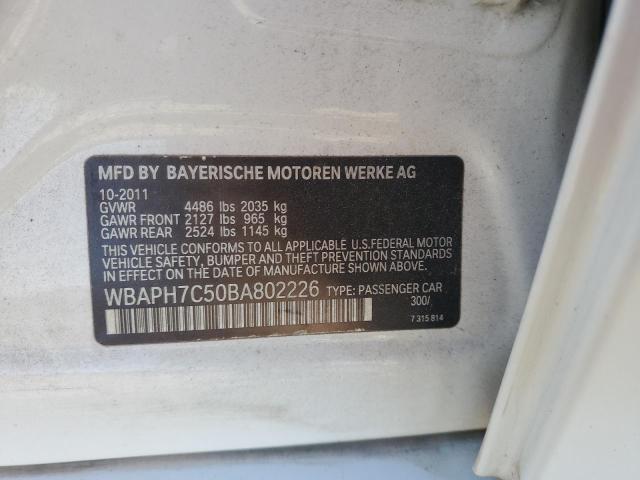 MFD BY BAYERISCHE MOTOREN WERKE AG
10-2011
GVWR 4486 lbs 2035 kg
GAWR FRONT 2127 lbs 965 kg
GAWR REAR 2524 lbs 1145 kg
THIS VEHICLE CONFORMS TO ALL APPLICABLE U.S.FEDERAL MOTOR
VEHICLE SAFETY, BUMPER AND THEFT PREVENTION STANDARDS
IN EFFECT ON THE DATE OF MANUFACTURE SHOWN ABOVE.
WBAPH7C50BA802226 TYPE: PASSENGER CAR
300/
7 315 814